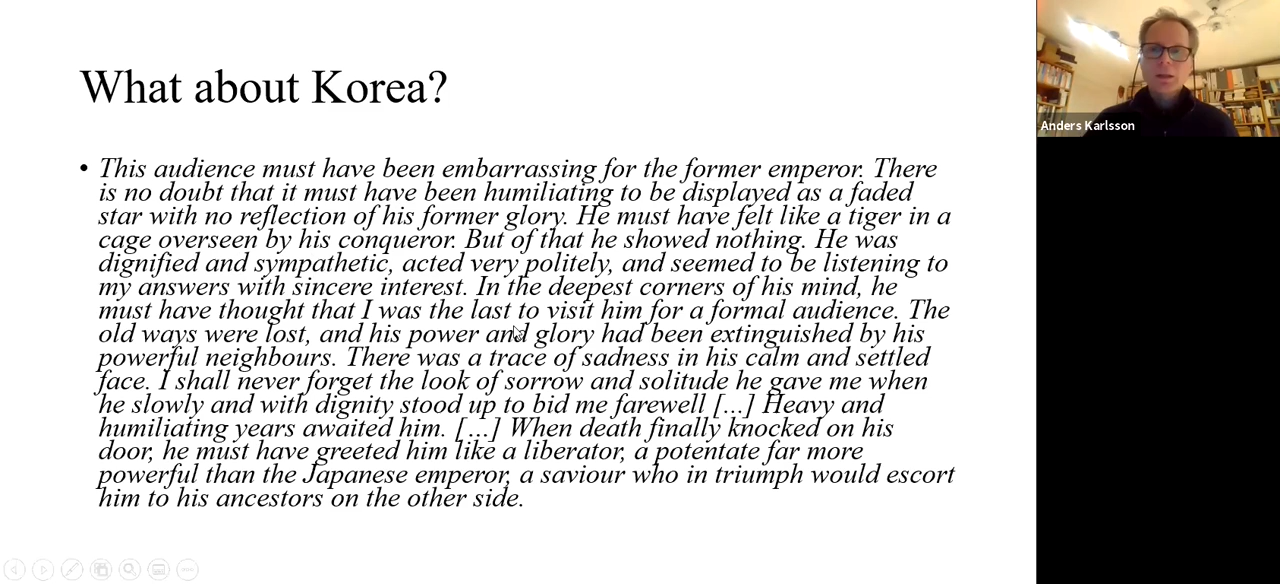 What about Korea?
• This audience must have been embarrassing for the former emperor. There
is no doubt that it must have been humiliating to be displayed as a faded
star with no reflection of his former glory. He must have felt like a tiger in a
cage overseen by his conqueror. But of that he showed nothing. He was
dignified and sympathetic, acted very politely, and seemed to be listening to
my answers with sincere interest. In the deepest corners of his mind, he
must have thought that I was the last to visit him for a formal audience. The
old ways were lost, and his power and glory had been extinguished by his
powerful neighbours. There was a trace of sadness in his calm and settled
face. I shall never forget the look of sorrow and solitude he gave me when
he slowly and with dignity stood up to bid me farewell […] Heavy and
humiliating years awaited him. […] When death finally knocked on his
door, he must have greeted him like a liberator, a potentate far more
powerful than the Japanese emperor, a saviour who in triumph would escort
him to his ancestors on the other side.
Anders Karlsson